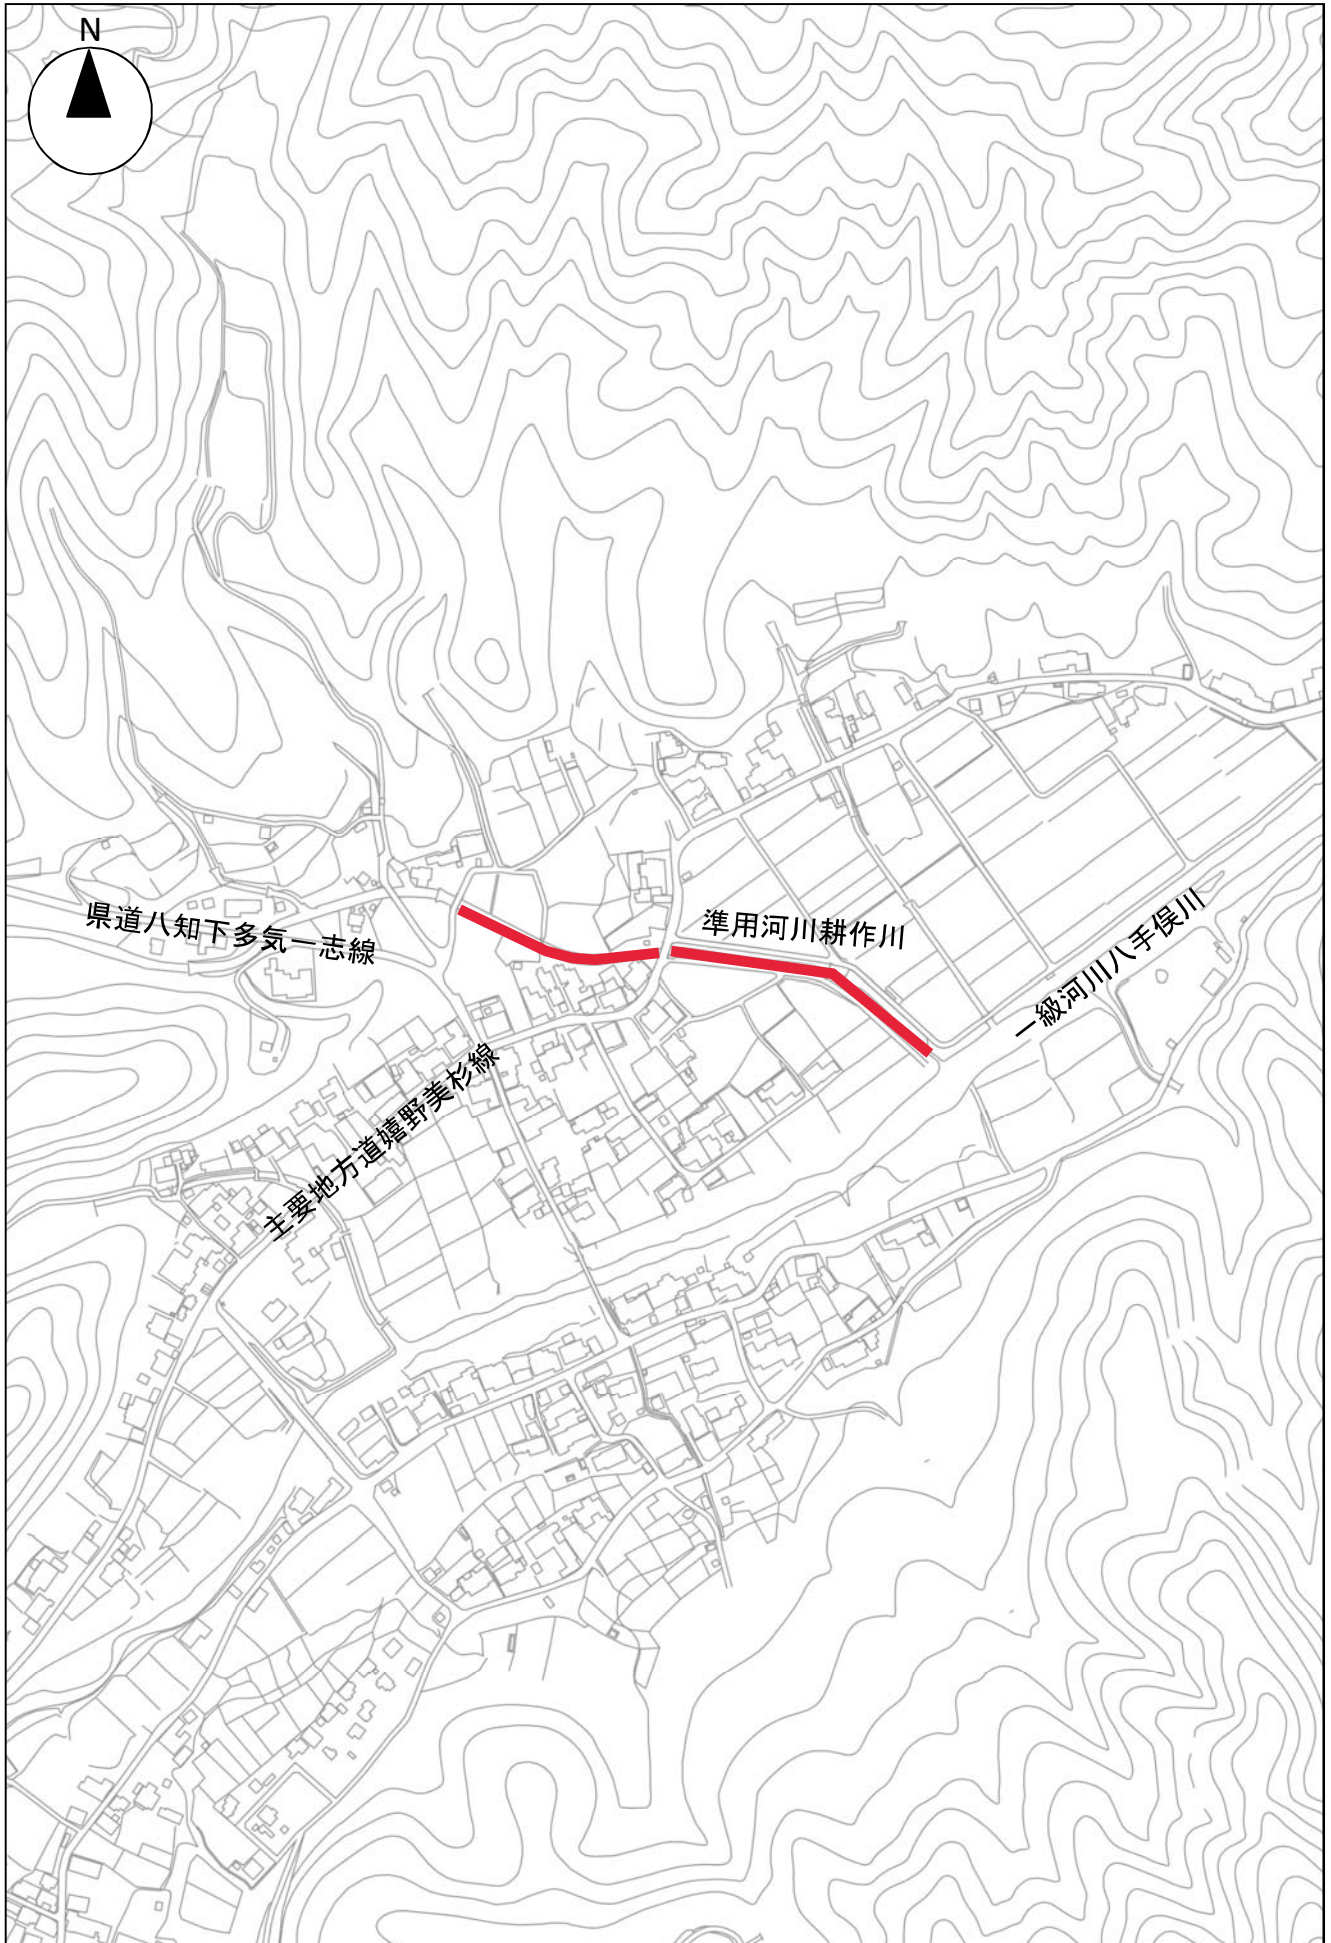 N
一級河川八手俣川
準用河川耕作川
県道八知下多気一志線
主要地方道嬉野美杉線